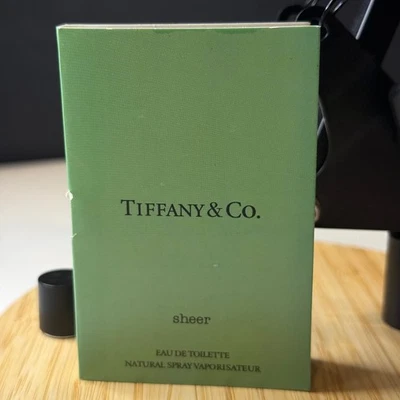 TIFFANY & CO.
sheer
EAU DE TOILETTE
NATURAL SPRAY VAPORISATEUR